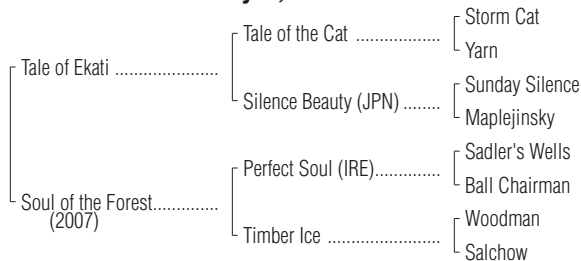 Storm Cat
Tale of the Cat ..................
Yarn
Tale of Ekati ......................
Sunday Silence
Silence Beauty (JPN) ........
Maplejinsky
Sadler's Wells
Perfect Soul (IRE)..............
Ball Chairman
Soul of the Forest..............
(2007)
Woodman
Timber Ice ........................
Salchow